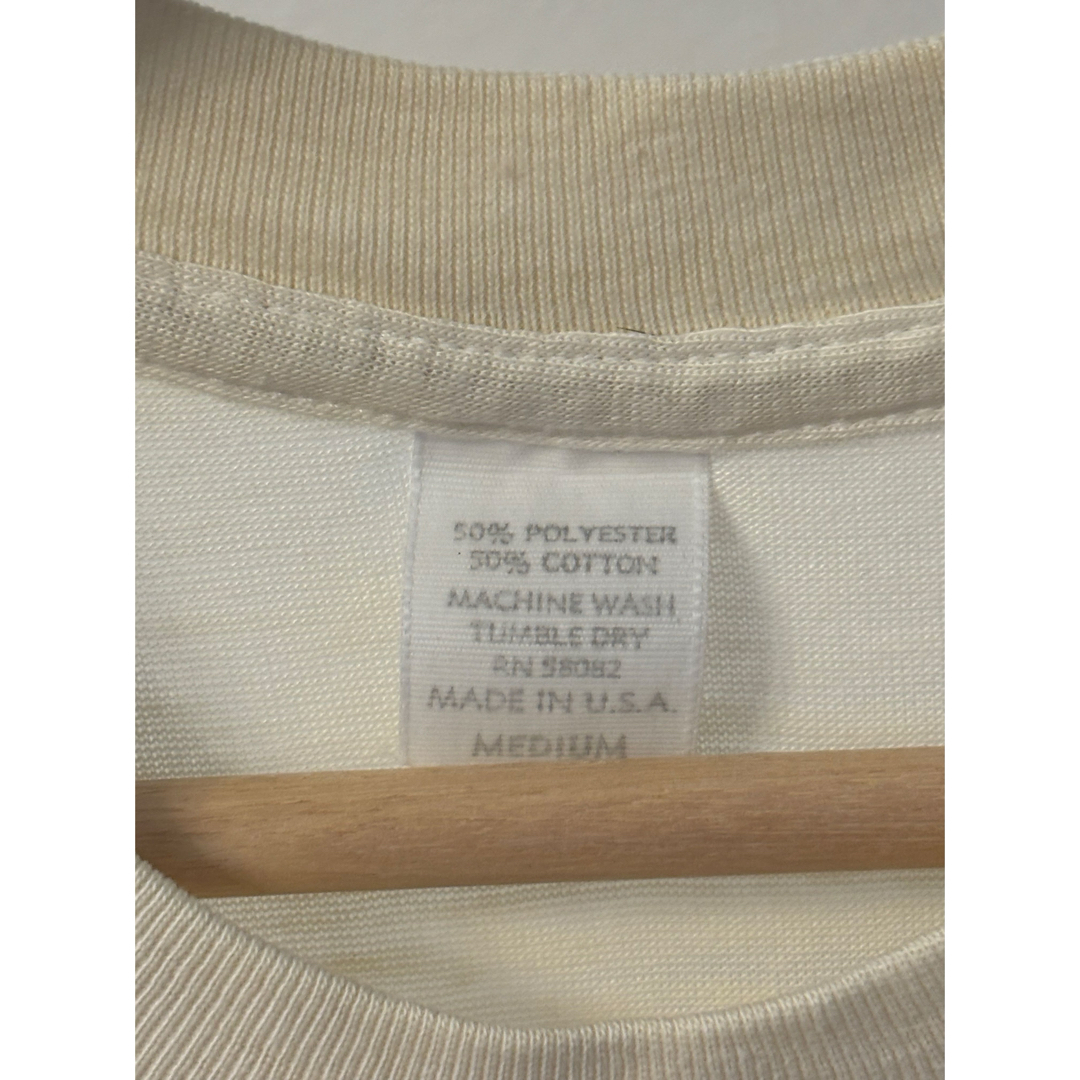 50% POLYESTER
50% COTTON
MACHINE WASH
TUMBLE DRY
RN 58082
MADE IN U.S.A.
MEDIUM